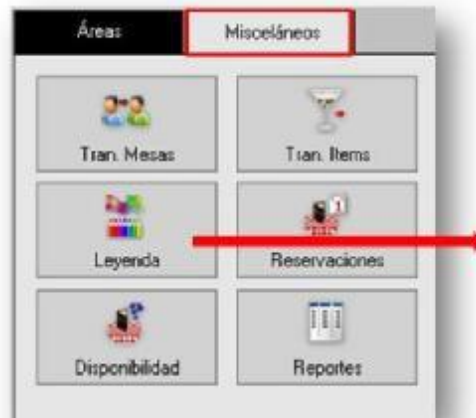 Áreas Misceláneos
Tran. Mesas Tran. Items
Leyenda Reservaciones
Disponibilidad Reportes